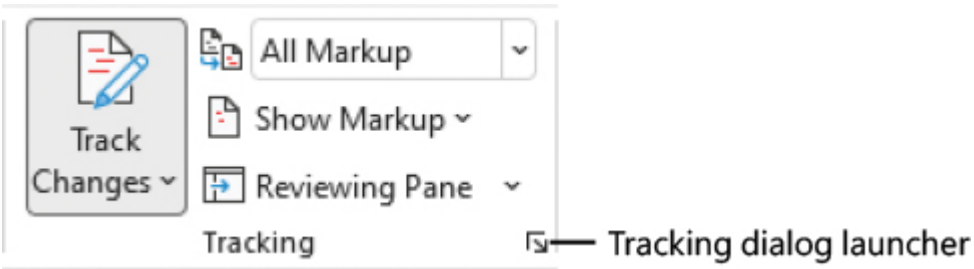 Track
Changes
All Markup
Show Markup
Reviewing Pane
Tracking
Tracking dialog launcher